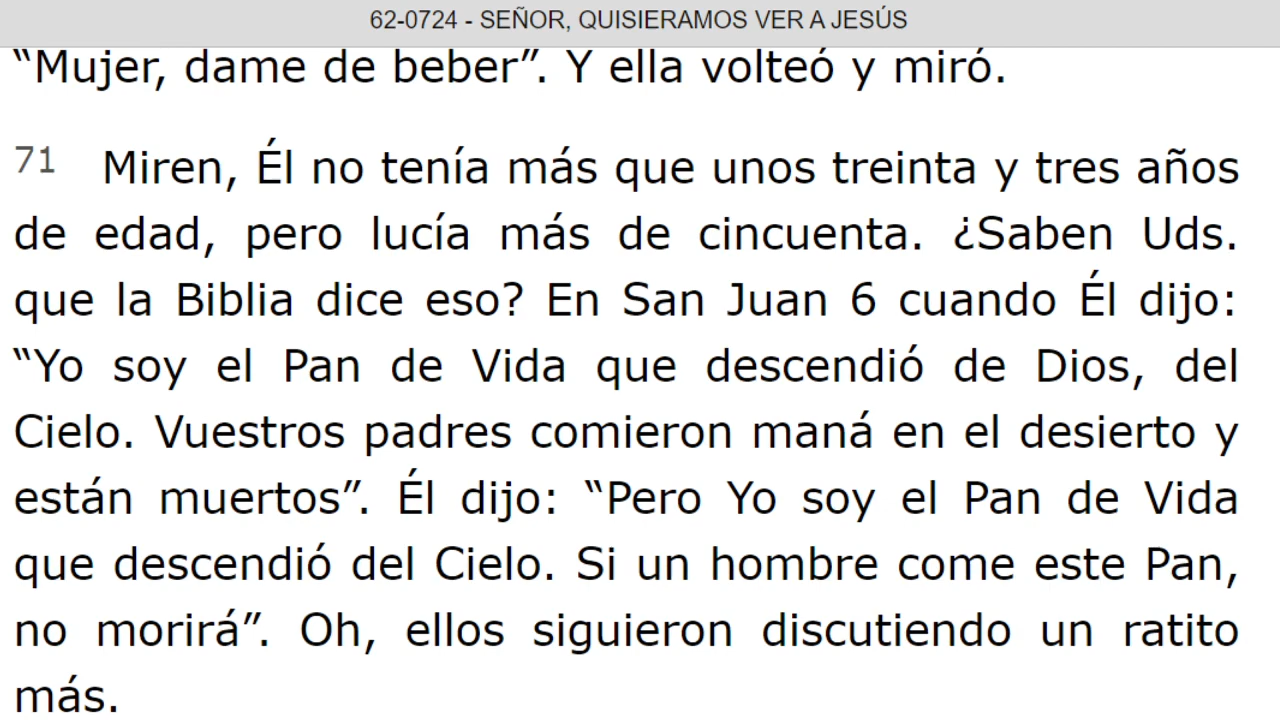 62-0724 - SEÑOR, QUISIERAMOS VER A JESÚS
“Mujer, dame de beber”. Y ella volteó y miró.
71 Miren, Él no tenía más que unos treinta y tres años
de edad, pero lucía más de cincuenta. ¿Saben Uds.
que la Biblia dice eso? En San Juan 6 cuando Él dijo:
“Yo soy el Pan de Vida que descendió de Dios, del
Cielo. Vuestros padres comieron maná en el desierto y
están muertos”. Él dijo: “Pero Yo soy el Pan de Vida
que descendió del Cielo. Si un hombre come este Pan,
no morirá”. Oh, ellos siguieron discutiendo un ratito
más.